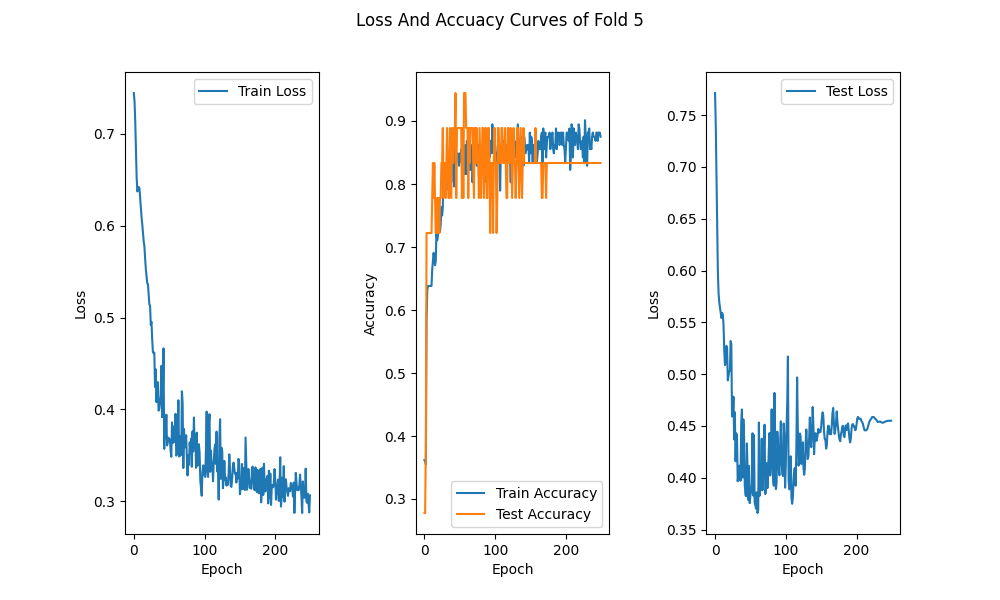 Loss And Accuacy Curves of Fold 5
Train Loss
0.7
0.6
0.5
0.4
0.3
Loss
0
100
200
Epoch
0.9
0.8
0.7
0.6
0.5
0.4
0.3
Accuracy
Train Accuracy
Test Accuracy
0
100
200
Epoch
Test Loss
0.75
0.70
0.65
0.60
0.55
0.50
0.45
0.40
0.35
Loss
0
100
200
Epoch